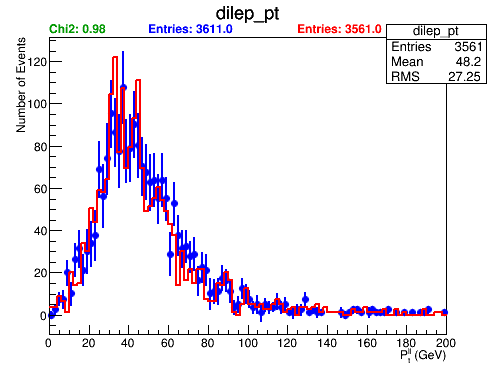 dilep_pt
Chi2: 0.98 Entries: 3611.0 Entries: 3561.0
dilep_pt
Entries 3561
Mean 48.2
RMS 27.25
Number of Events
120
100
80
60
40
20
0
0 20 40 60 80 100 120 140 160 180 200
P_t^ll (GeV)